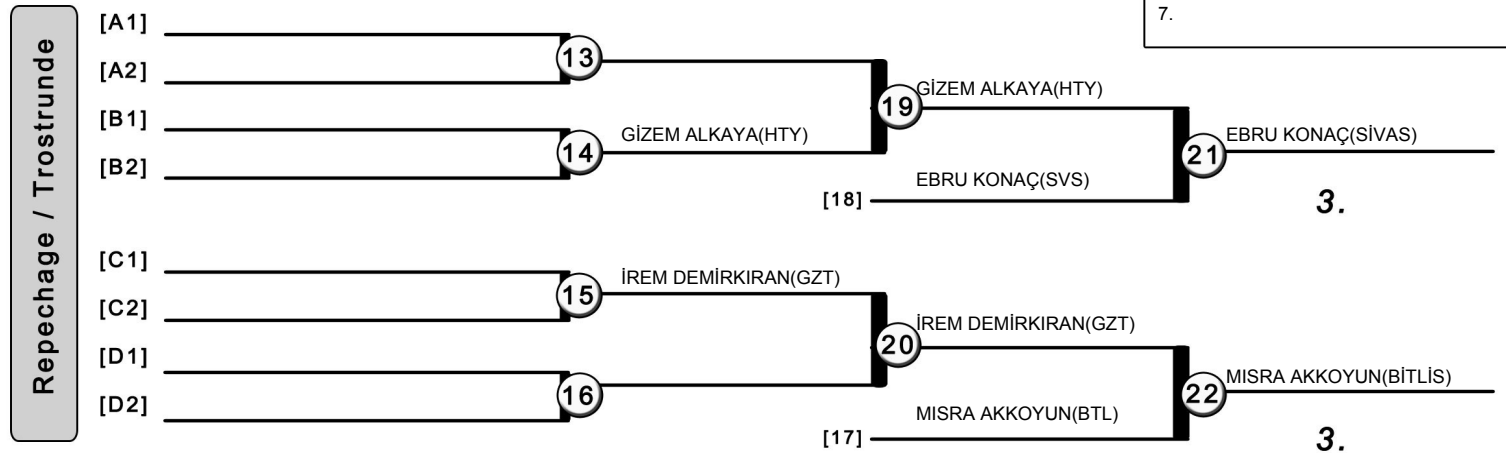 7.
Repechage / Trostrunde
[A1]
[A2]
13
[B1]
[B2]
14
GİZEM ALKAYA(HTY)
19
GİZEM ALKAYA(HTY)
[18]
EBRU KONAÇ(SVS)
21
EBRU KONAÇ(SİVAS)
3.
[C1]
[C2]
15
İREM DEMİRKIRAN(GZT)
[D1]
[D2]
16
20
İREM DEMİRKIRAN(GZT)
[17]
MISRA AKKOYUN(BTL)
22
MISRA AKKOYUN(BİTLİS)
3.